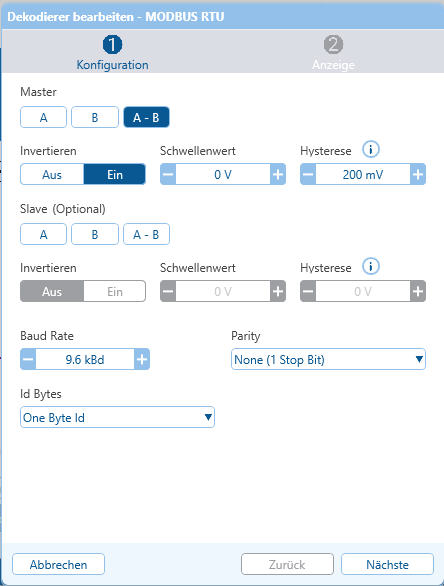 Dekodierer bearbeiten - MODBUS RTU
1 2
Konfiguration Anzeige
Master
A B A - B
Invertieren Schwellenwert Hysterese i
Aus Ein − 0 V + − 200 mV +
Slave (Optional)
A B A - B
Invertieren Schwellenwert Hysterese i
Aus Ein − 0 V + − 0 V +
Baud Rate Parity
− 9.6 kBd + None (1 Stop Bit)
Id Bytes
One Byte Id
Abbrechen Zurück Nächste